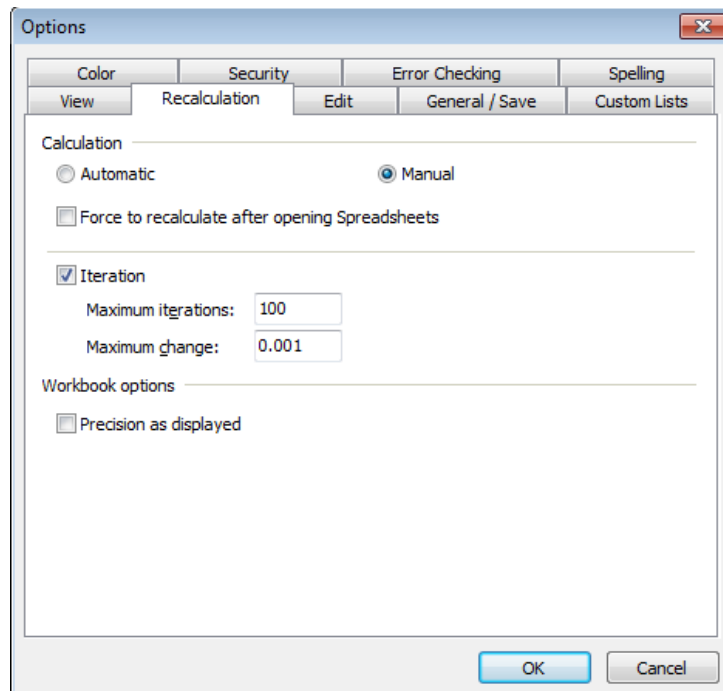 Options
Color Security Error Checking Spelling
View Recalculation Edit General / Save Custom Lists
Calculation
Automatic Manual
Force to recalculate after opening Spreadsheets
Iteration
Maximum iterations: 100
Maximum change: 0.001
Workbook options
Precision as displayed
OK Cancel